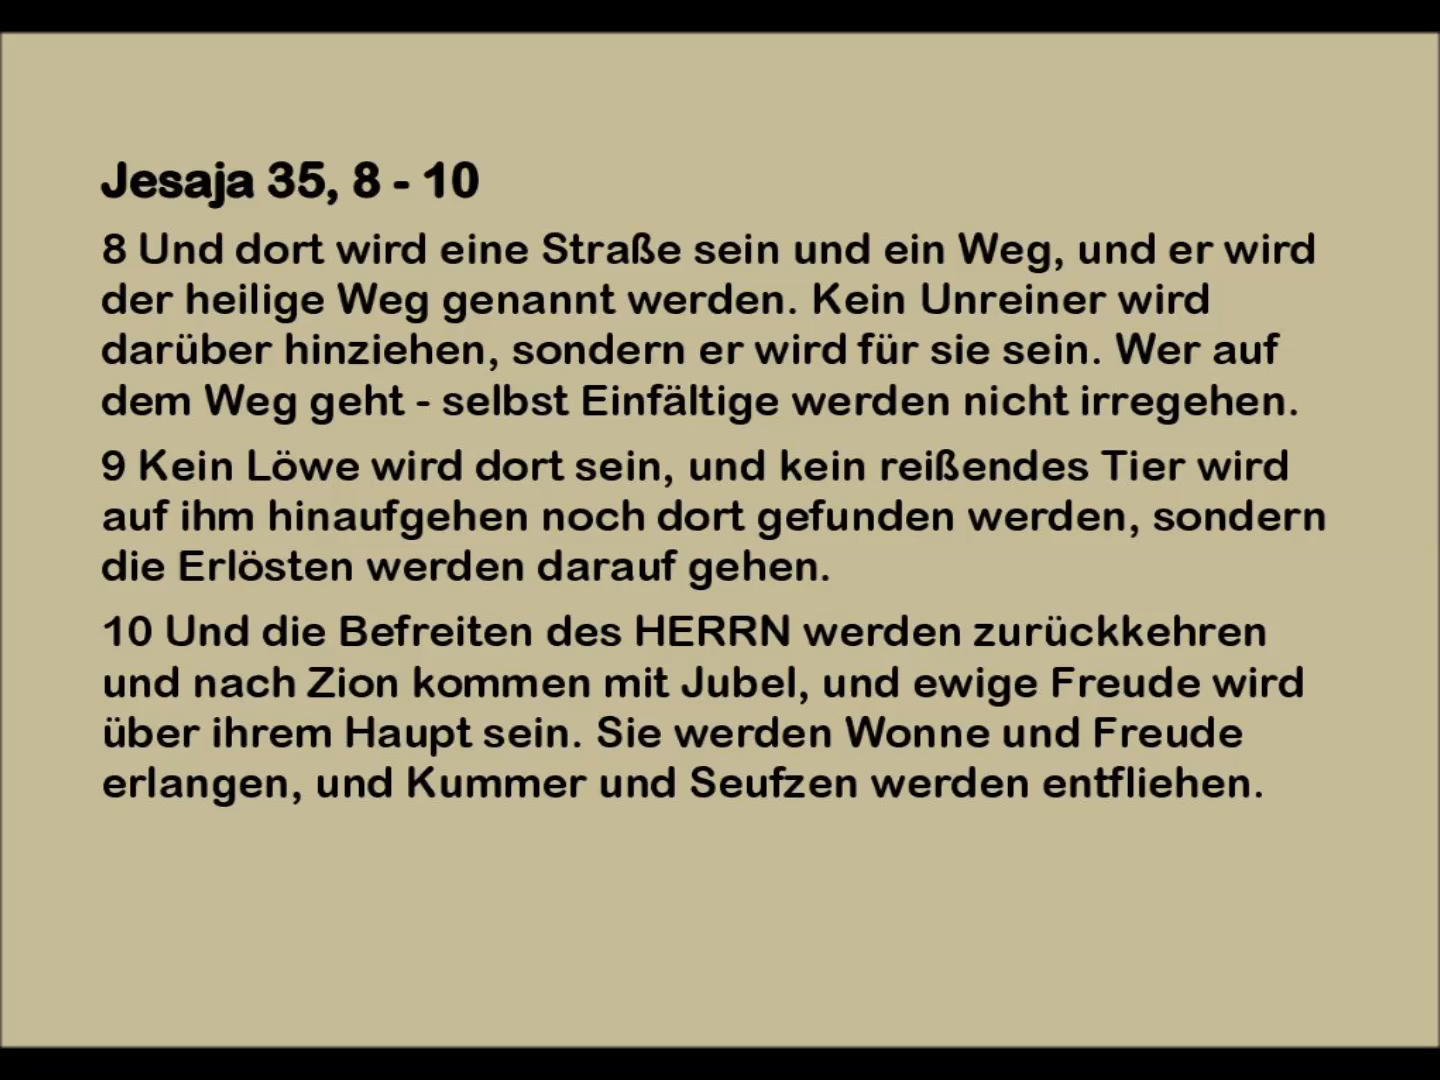 Jesaja 35, 8 - 10
8 Und dort wird eine Straße sein und ein Weg, und er wird
der heilige Weg genannt werden. Kein Unreiner wird
darüber hinziehen, sondern er wird für sie sein. Wer auf
dem Weg geht - selbst Einfältige werden nicht irregehen.
9 Kein Löwe wird dort sein, und kein reißendes Tier wird
auf ihm hinaufgehen noch dort gefunden werden, sondern
die Erlösten werden darauf gehen.
10 Und die Befreiten des HERRN werden zurückkehren
und nach Zion kommen mit Jubel, und ewige Freude wird
über ihrem Haupt sein. Sie werden Wonne und Freude
erlangen, und Kummer und Seufzen werden entfliehen.